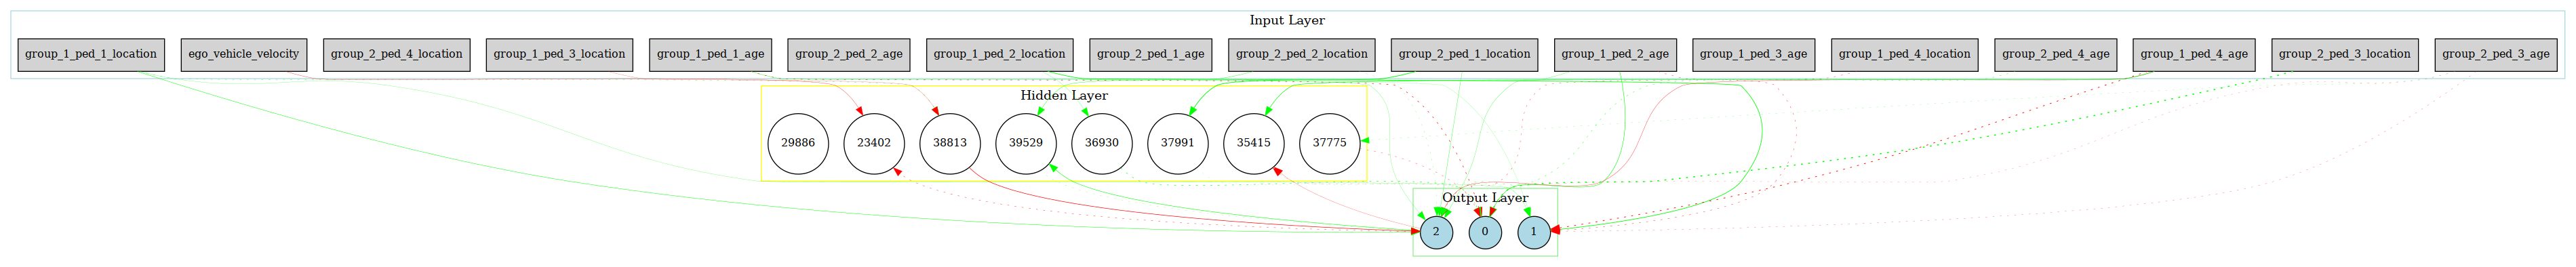 Input Layer
group_1_ped_1_location
ego_vehicle_velocity
group_2_ped_4_location
group_1_ped_3_location
group_1_ped_1_age
group_2_ped_2_age
group_1_ped_2_location
group_2_ped_1_age
group_2_ped_2_location
group_2_ped_1_location
group_1_ped_2_age
group_1_ped_3_age
group_1_ped_4_location
group_2_ped_4_age
group_1_ped_4_age
group_2_ped_3_location
group_2_ped_3_age
Hidden Layer
29886
23402
38813
39529
36930
37991
35415
37775
Output Layer
2
0
1